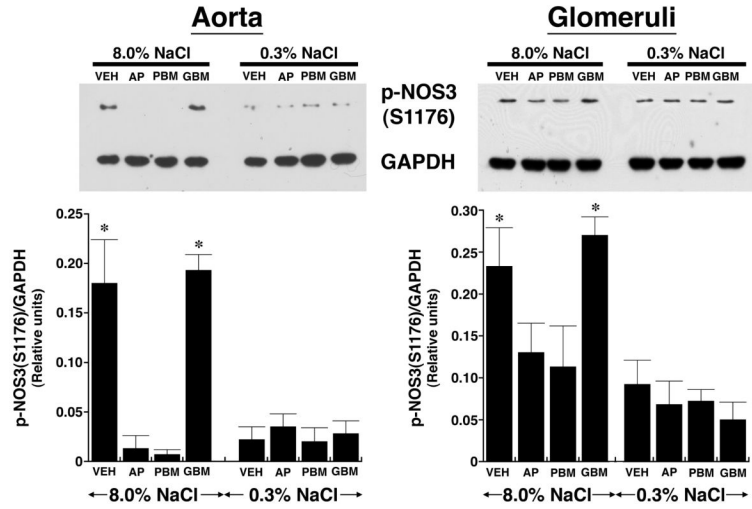 Aorta
Glomeruli
8.0% NaCl
0.3% NaCl
8.0% NaCl
0.3% NaCl
VEH AP PBM GBM
VEH AP PBM GBM
VEH AP PBM GBM
VEH AP PBM GBM
p-NOS3
(S1176)
GAPDH
p-NOS3(S1176)/GAPDH
(Relative units)
0.25
0.20
0.15
0.10
0.05
0
*
*
VEH AP PBM GBM
VEH AP PBM GBM
8.0% NaCl
0.3% NaCl
p-NOS3(S1176)/GAPDH
(Relative units)
0.30
0.25
0.20
0.15
0.10
0.05
0
*
*
VEH AP PBM GBM
VEH AP PBM GBM
8.0% NaCl
0.3% NaCl